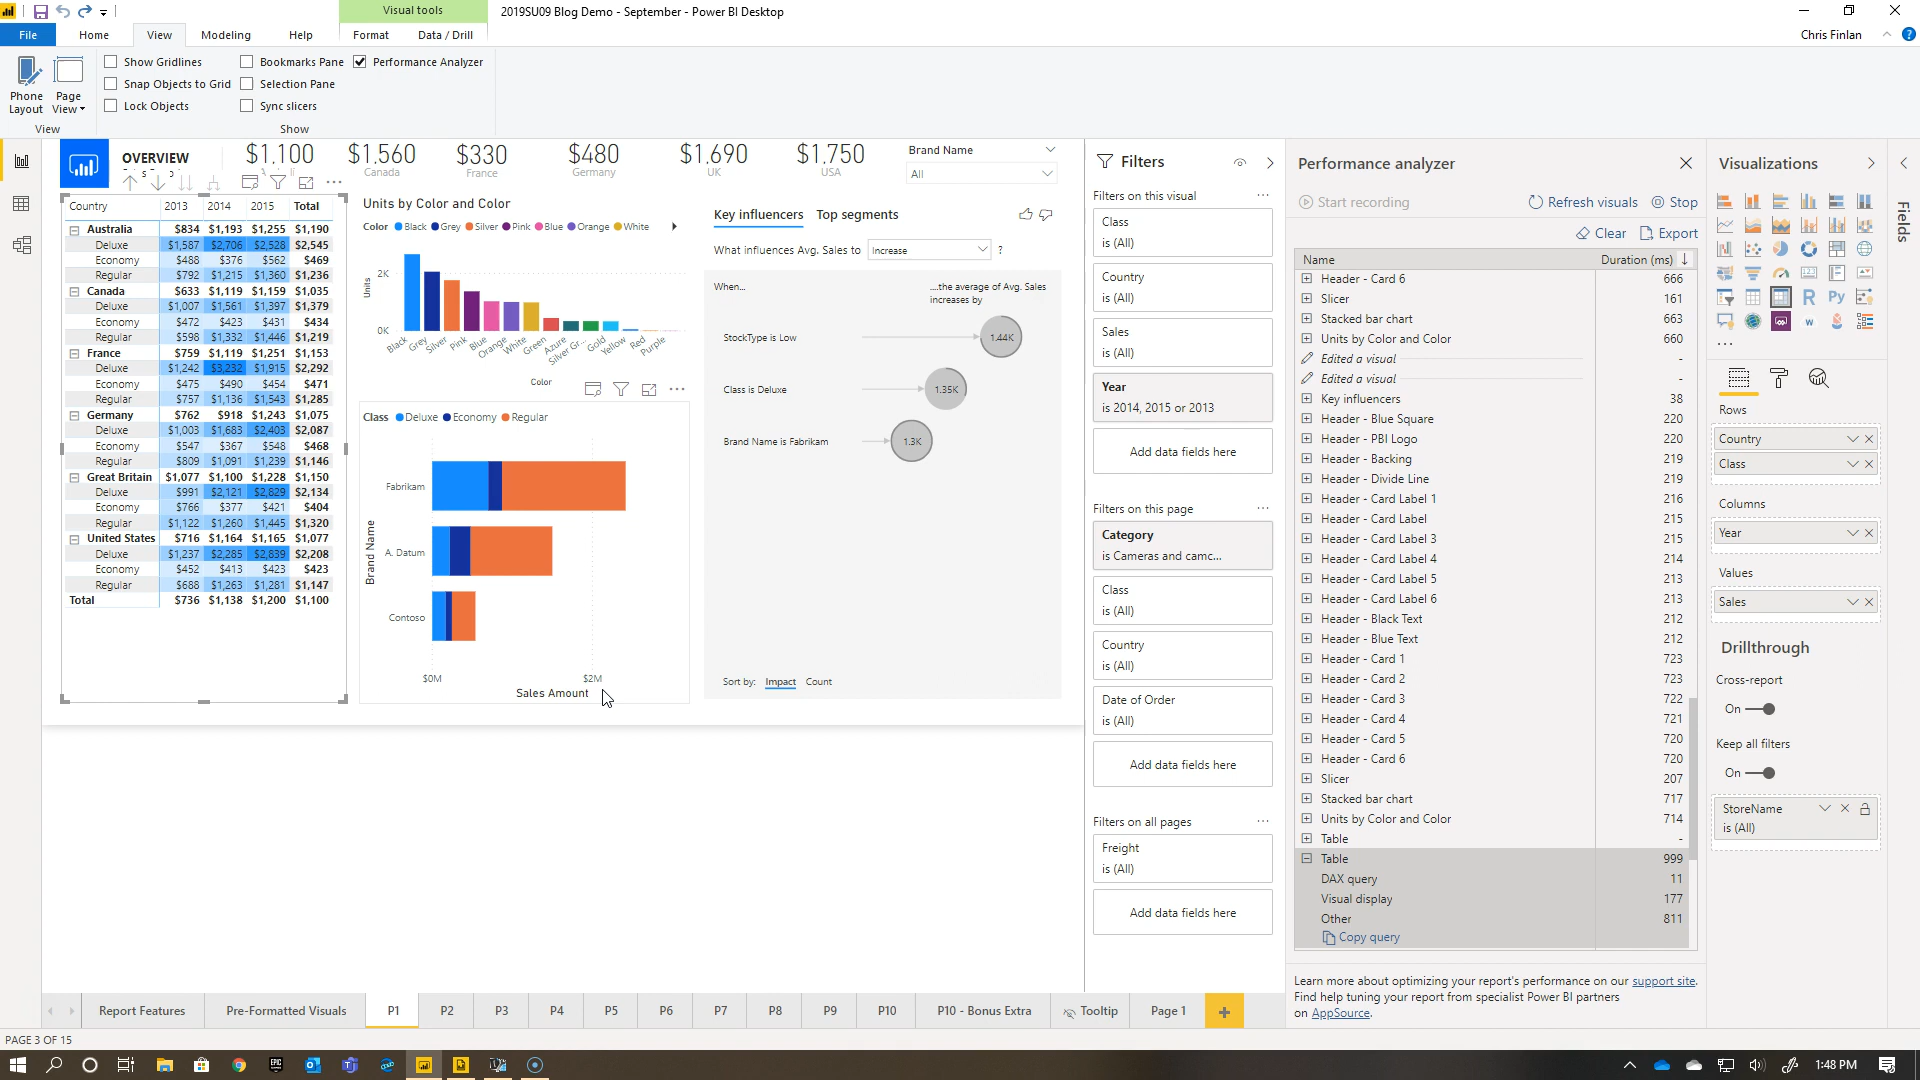 Visual tools
2019SU09 Blog Demo - September - Power BI Desktop
File
Home
View
Modeling
Help
Format
Data / Drill
Chris Finlan
Phone
Layout
Page
View
Show Gridlines
Snap Objects to Grid
Lock Objects
Bookmarks Pane
Selection Pane
Sync slicers
Performance Analyzer
View
Show
OVERVIEW
$1,100
$1,560
Canada
$330
France
$480
Germany
$1,690
UK
$1,750
USA
Brand Name
All
Country 2013 2014 2015 Total
Australia $834 $1,193 $1,255 $1,190
Deluxe $1,587 $2,706 $2,528 $2,545
Economy $488 $376 $562 $469
Regular $792 $1,215 $1,360 $1,236
Canada $633 $1,119 $1,159 $1,035
Deluxe $1,007 $1,561 $1,397 $1,379
Economy $472 $423 $431 $434
Regular $598 $1,332 $1,446 $1,219
France $759 $1,119 $1,251 $1,153
Deluxe $1,242 $3,232 $1,915 $2,292
Economy $475 $490 $454 $471
Regular $757 $1,136 $1,543 $1,285
Germany $762 $918 $1,243 $1,075
Deluxe $1,003 $1,683 $2,403 $2,087
Economy $547 $367 $548 $468
Regular $809 $1,091 $1,239 $1,146
Great Britain $1,077 $1,100 $1,228 $1,150
Deluxe $991 $2,121 $2,829 $2,134
Economy $766 $377 $421 $404
Regular $1,122 $1,260 $1,445 $1,320
United States $716 $1,164 $1,165 $1,077
Deluxe $1,237 $2,285 $2,839 $2,208
Economy $452 $413 $423 $423
Regular $688 $1,263 $1,281 $1,147
Total $736 $1,138 $1,200 $1,100
Units by Color and Color
Color Black Grey Silver Pink Blue Orange White
2K
0K
Units
Black Grey Silver Pink Blue Orange White Green Azure Silver Gr... Gold Yellow Red Purple
Color
Class Deluxe Economy Regular
Brand Name
Fabrikam
A. Datum
Contoso
$0M $2M
Sales Amount
Key influencers
Top segments
What influences Avg. Sales to Increase ?
When...
....the average of Avg. Sales
increases by
StockType is Low 1.44K
Class is Deluxe 1.35K
Brand Name is Fabrikam 1.3K
Sort by: Impact Count
Filters
Filters on this visual ...
Class
is (All)
Country
is (All)
Sales
is (All)
Year
is 2014, 2015 or 2013
Add data fields here
Filters on this page ...
Category
is Cameras and camc...
Class
is (All)
Country
is (All)
Date of Order
is (All)
Add data fields here
Filters on all pages ...
Freight
is (All)
Add data fields here
Performance analyzer
Start recording
Refresh visuals
Stop
Clear
Export
Name Duration (ms)
Header - Card 6 666
Slicer 161
Stacked bar chart 663
Units by Color and Color 660
Edited a visual -
Edited a visual -
Key influencers 38
Header - Blue Square 220
Header - PBI Logo 220
Header - Backing 219
Header - Divide Line 219
Header - Card Label 1 216
Header - Card Label 215
Header - Card Label 3 215
Header - Card Label 4 214
Header - Card Label 5 213
Header - Card Label 6 213
Header - Black Text 212
Header - Blue Text 212
Header - Card 1 723
Header - Card 2 723
Header - Card 3 722
Header - Card 4 721
Header - Card 5 720
Header - Card 6 720
Slicer 207
Stacked bar chart 717
Units by Color and Color 714
Table -
Table 999
DAX query 11
Visual display 177
Other 811
Copy query
Learn more about optimizing your report's performance on our support site.
Find help tuning your report from specialist Power BI partners
on AppSource.
Visualizations
R
Py
...
Rows
Country
Class
Columns
Year
Values
Sales
Drillthrough
Cross-report
On
Keep all filters
On
StoreName
is (All)
Fields
Report Features
Pre-Formatted Visuals
P1
P2
P3
P4
P5
P6
P7
P8
P9
P10
P10 - Bonus Extra
Tooltip
Page 1
PAGE 3 OF 15
1:48 PM